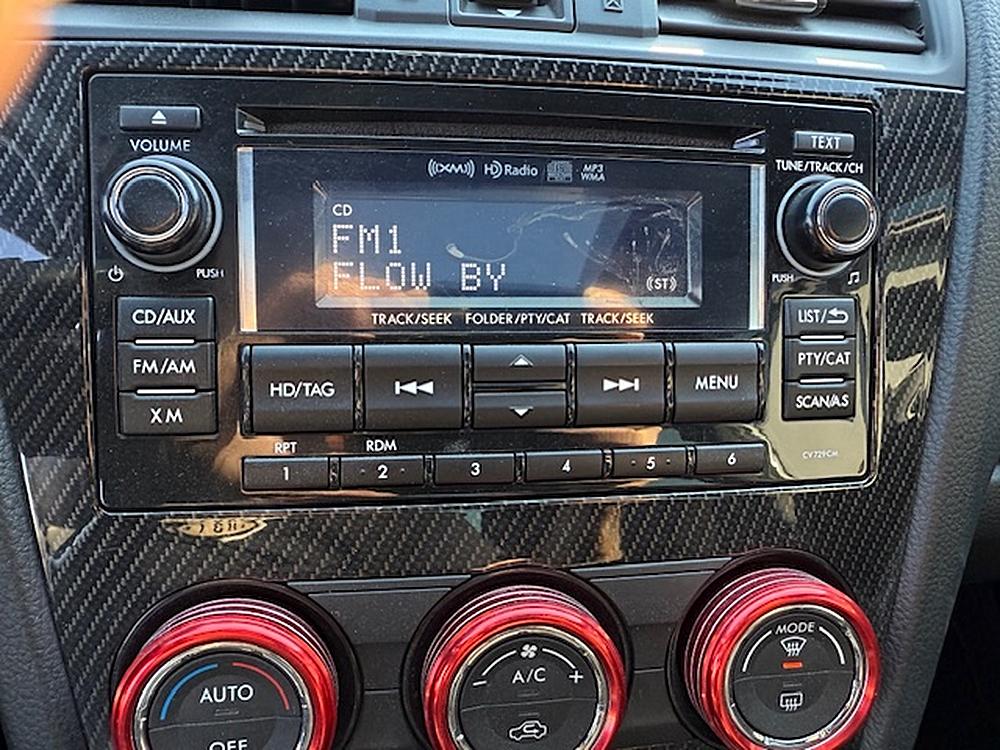 TEXT
VOLUME
TUNE/TRACK/CH
((XM)) HD Radio MP3 WMA
CD
FM1
FLOW BY
(ST)
PUSH
PUSH
TRACK/SEEK FOLDER/PTY/CAT TRACK/SEEK
CD/AUX
LIST/
FM/AM
PTY/CAT
XM
SCAN/AS
HD/TAG
MENU
RPT RDM
1 2 3 4 5 6
CV729CM
AUTO
OFF
A/C
- +
MODE